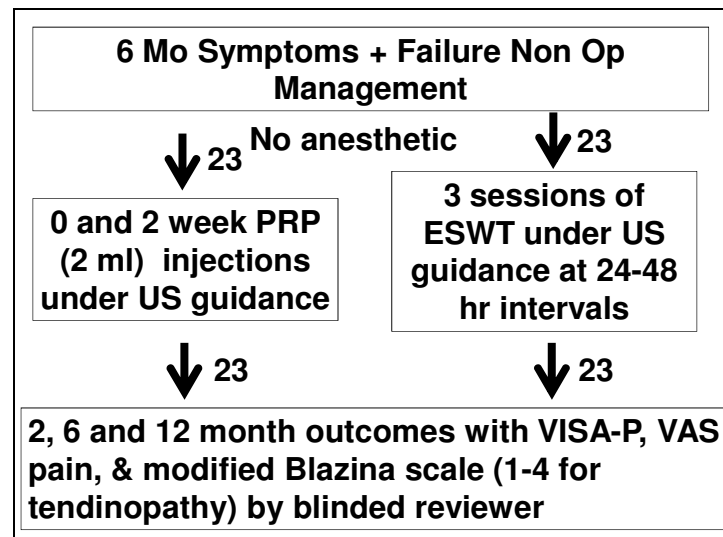 6 Mo Symptoms + Failure Non Op
Management
No anesthetic
23
23
0 and 2 week PRP
(2 ml) injections
under US guidance
3 sessions of
ESWT under US
guidance at 24-48
hr intervals
23
23
2, 6 and 12 month outcomes with VISA-P, VAS
pain, & modified Blazina scale (1-4 for
tendinopathy) by blinded reviewer